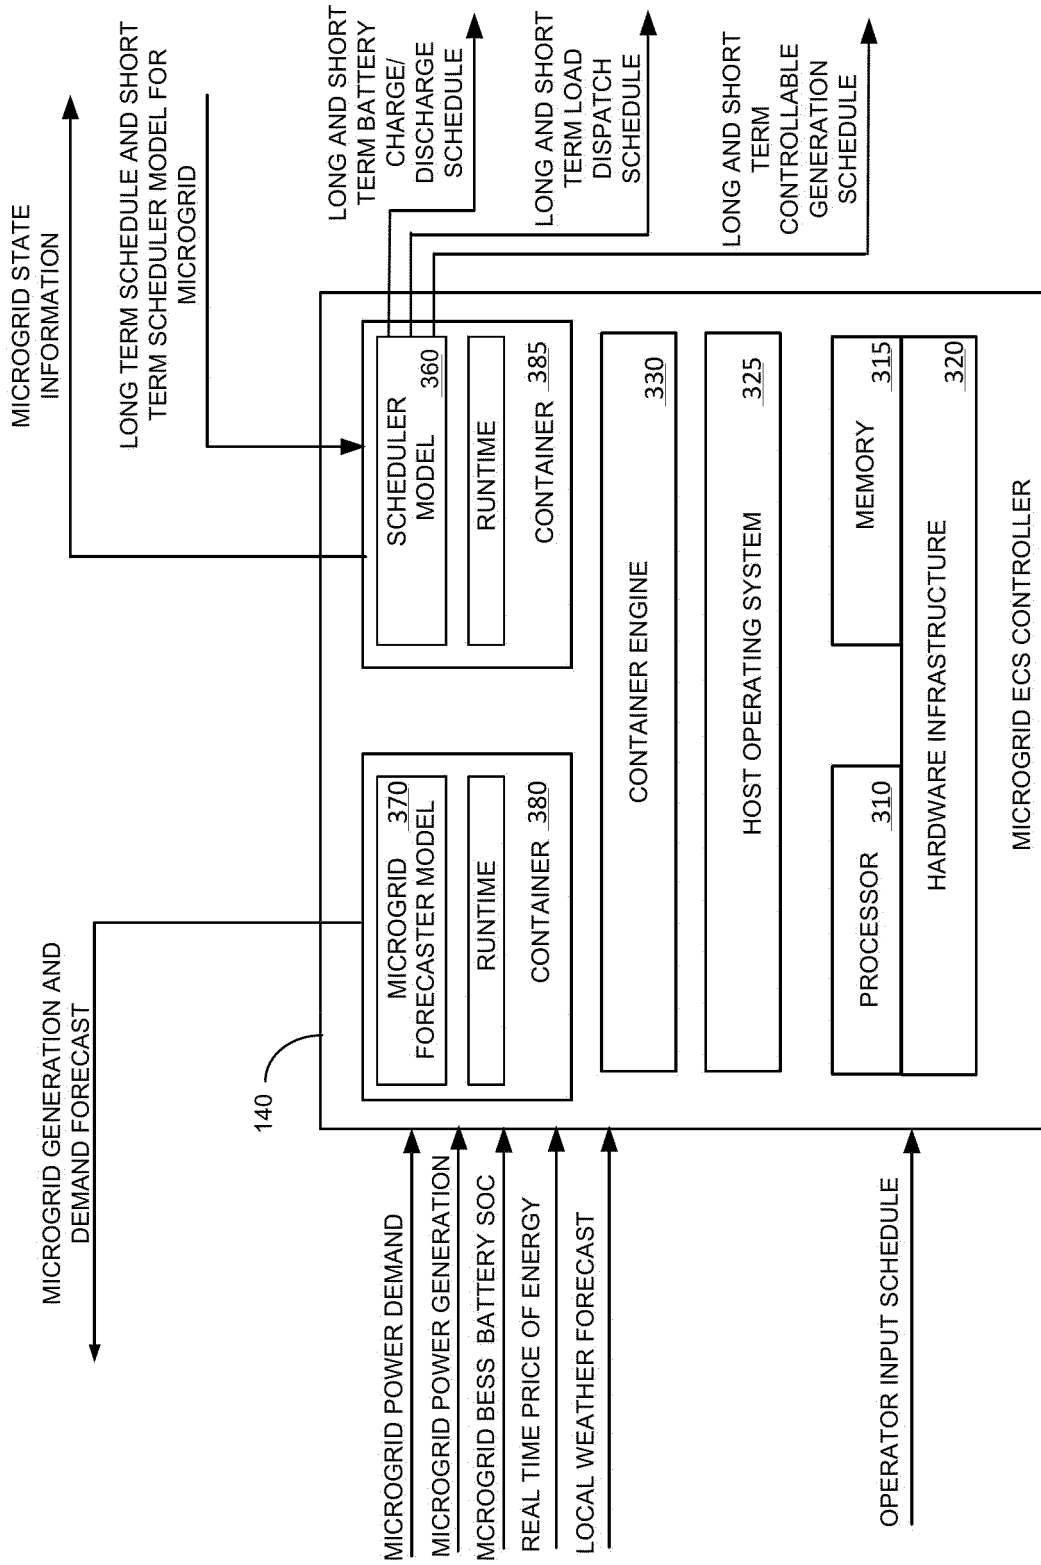 MICROGRID GENERATION AND
DEMAND FORECAST
MICROGRID STATE
INFORMATION
LONG TERM SCHEDULE AND SHORT
TERM SCHEDULER MODEL FOR
MICROGRID
140
MICROGRID POWER DEMAND
MICROGRID POWER GENERATION
MCROGRID BESS BATTERY SOC
REAL TIME PRICE OF ENERGY
LOCAL WEATHER FORECAST
OPERATOR INPUT SCHEDULE
MICROGRID 370
FORECASTER MODEL
RUNTIME
CONTAINER 380
SCHEDULER
MODEL 360
RUNTIME
CONTAINER 385
LONG AND SHORT
TERM BATTERY
CHARGE/
DISCHARGE
SCHEDULE
LONG AND SHORT
TERM LOAD
DISPATCH
SCHEDULE
LONG AND SHORT
TERM
CONTROLLABLE
GENERATION
SCHEDULE
CONTAINER ENGINE 330
HOST OPERATING SYSTEM 325
PROCESSOR 310
MEMORY 315
HARDWARE INFRASTRUCTURE 320
MICROGRID ECS CONTROLLER